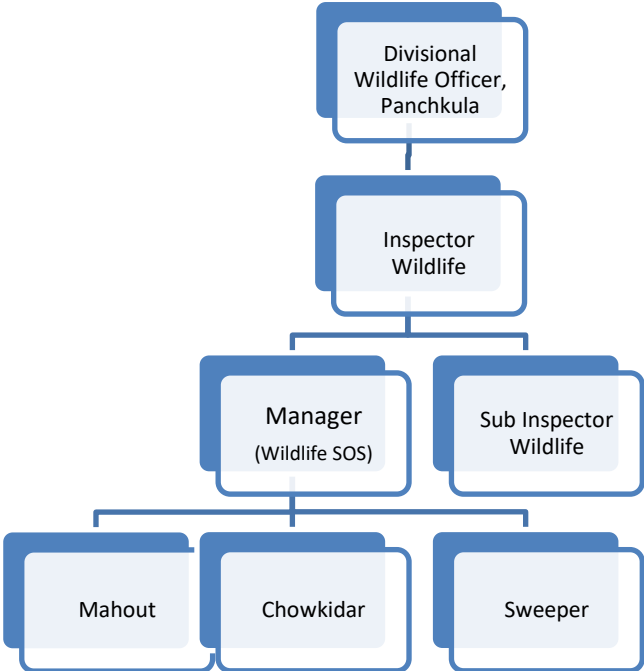 Divisional
Wildlife Officer,
Panchkula
Inspector
Wildlife
Manager
(Wildlife SOS)
Sub Inspector
Wildlife
Mahout
Chowkidar
Sweeper